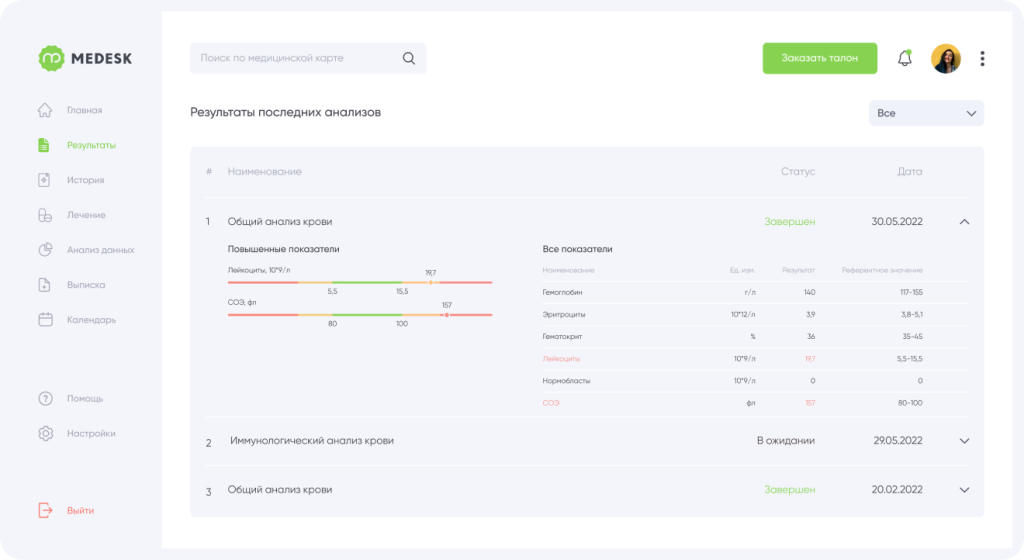 MEDESK
Поиск по медицинской карте
Заказать талон
Главная
Результаты
История
Лечение
Анализ данных
Выписка
Календарь
Помощь
Настройки
Выйти
Результаты последних анализов
Все
# Наименование Статус Дата
1 Общий анализ крови Завершен 30.05.2022
Повышенные показатели
Лейкоциты, 10*9/л
19,7
5,5 15,5
СОЭ, фл
157
80 100
Все показатели
Наименование Ед. изм. Результат Референтное значение
Гемоглобин г/л 140 117-155
Эритроциты 10*12/л 3,9 3,8-5,1
Гематокрит % 36 35-45
Лейкоциты 10*9/л 19,7 5,5-15,5
Нормобласты 10*9/л 0 0
СОЭ фл 157 80-100
2 Иммунологический анализ крови В ожидании 29.05.2022
3 Общий анализ крови Завершен 20.02.2022